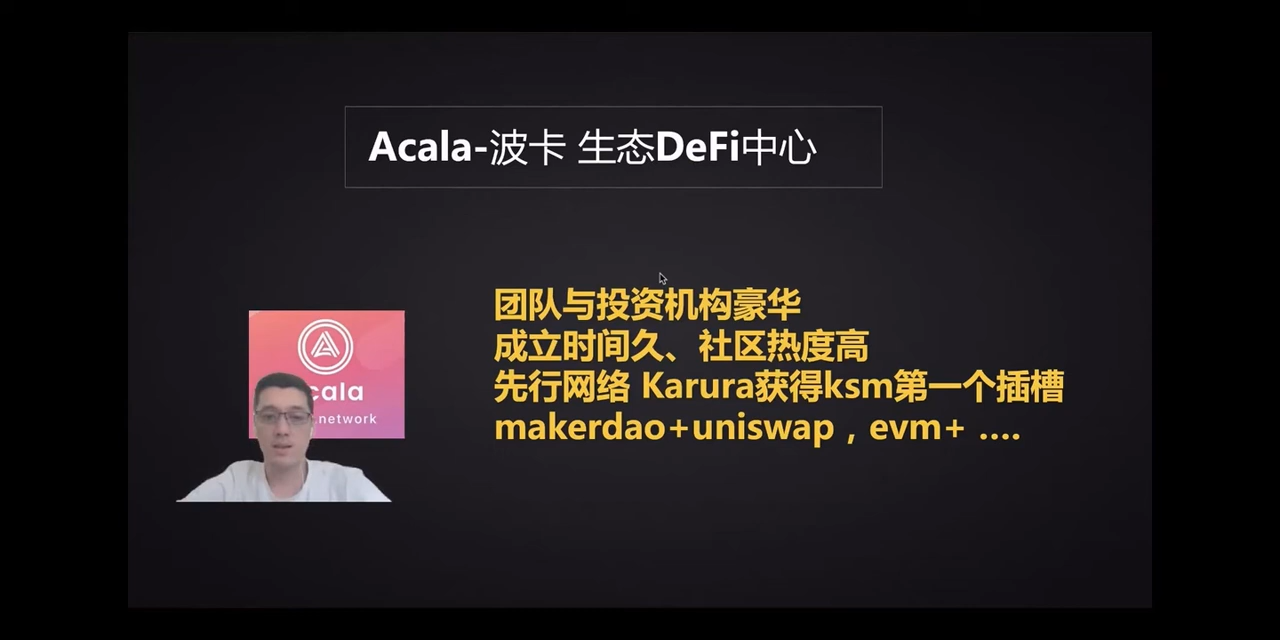 Acala-波卡 生态DeFi中心
团队与投资机构豪华
成立时间久、社区热度高
先行网络 Karura获得ksm第一个插槽
makerdao+uniswap，evm+ ....
cala
network